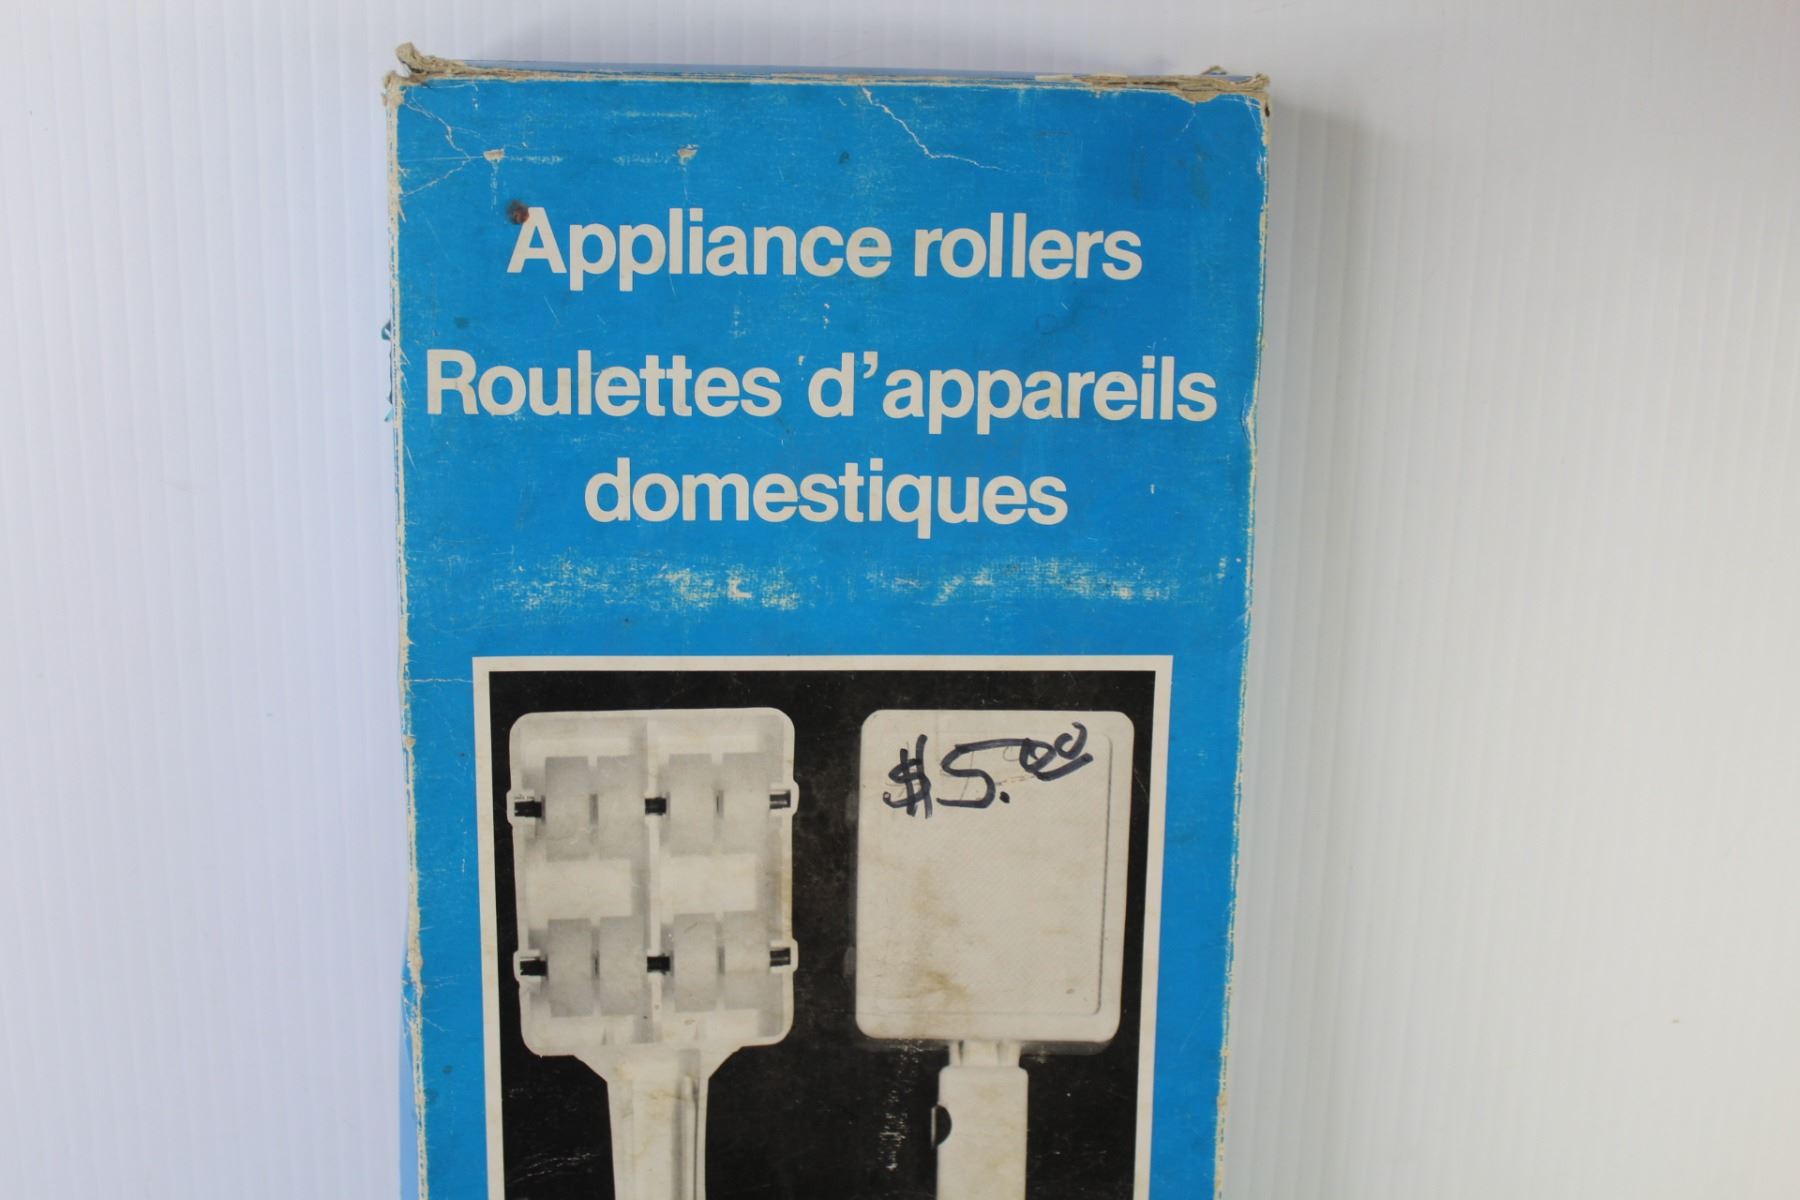 Appliance rollers
Roulettes d'appareils
domestiques
$5.00